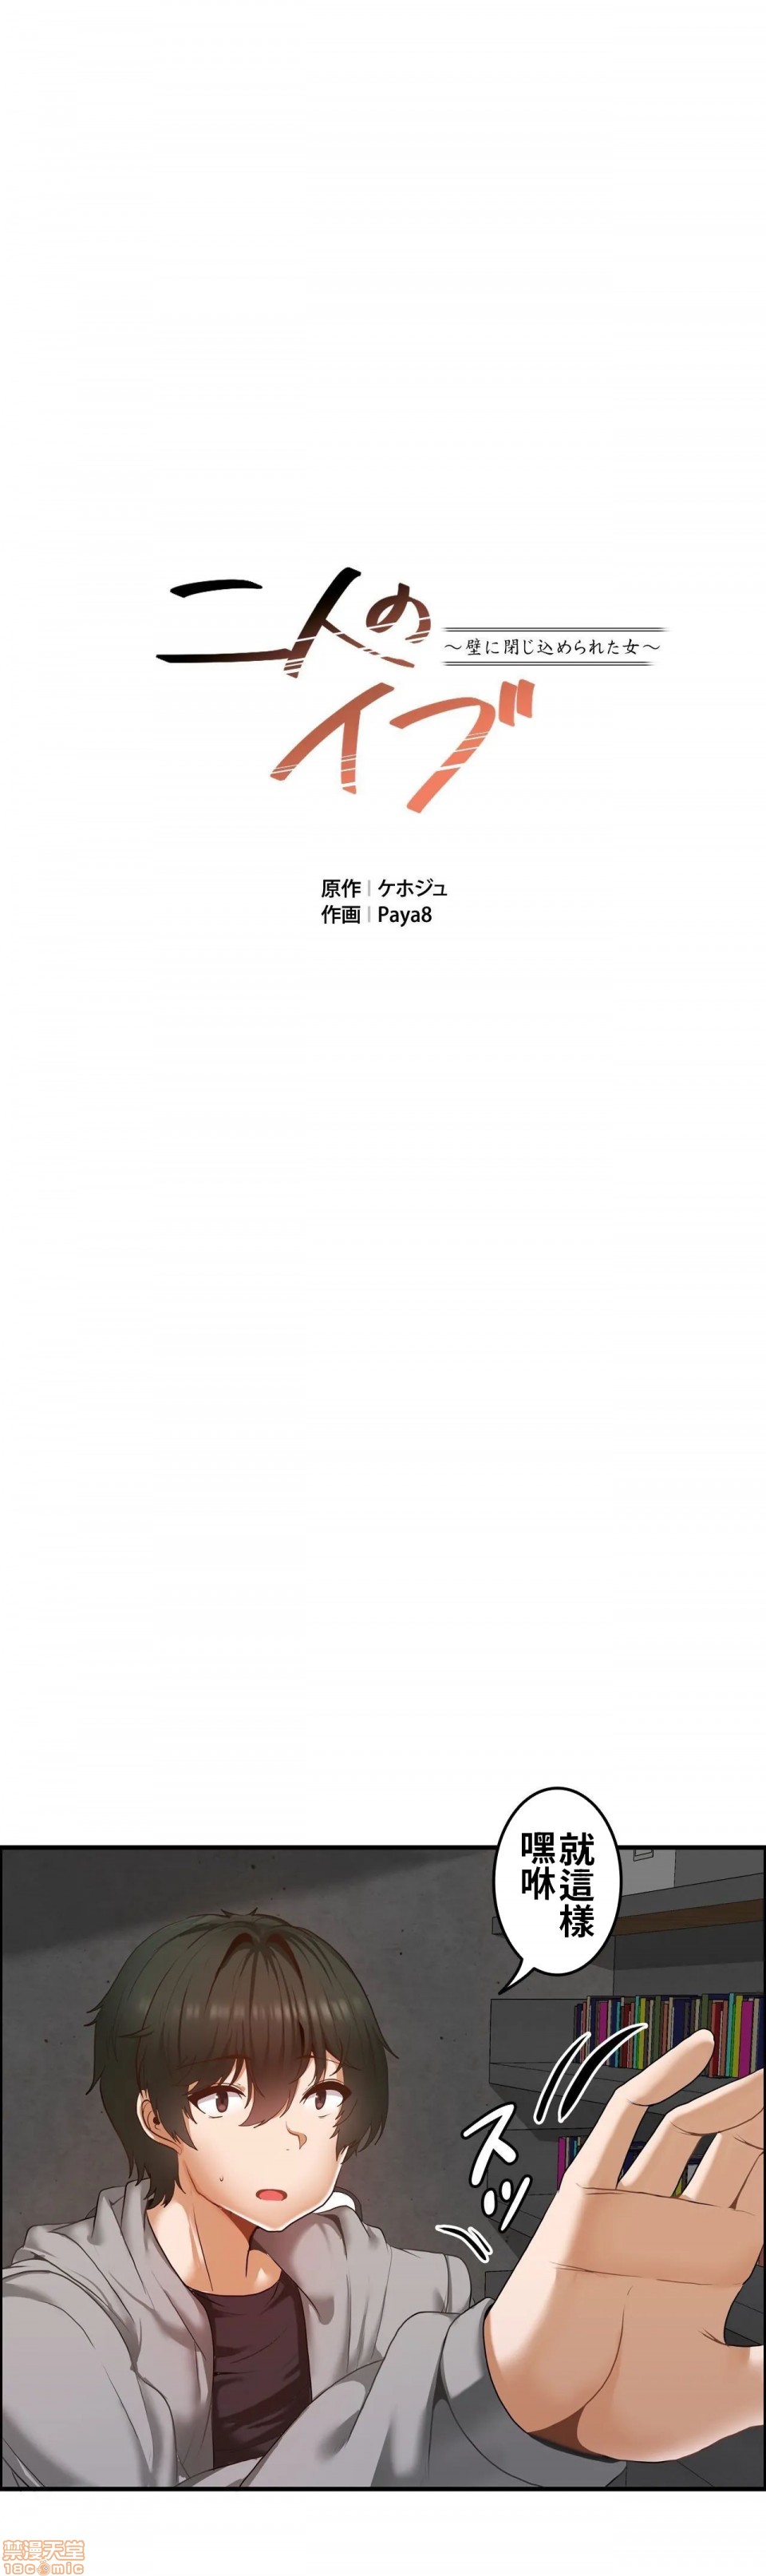 二人の
イブ
～壁に閉じ込められた女～
原作 | ケホジュ
作画 | Paya8
就這樣
嘿咻
スッ
禁漫天堂
18comic